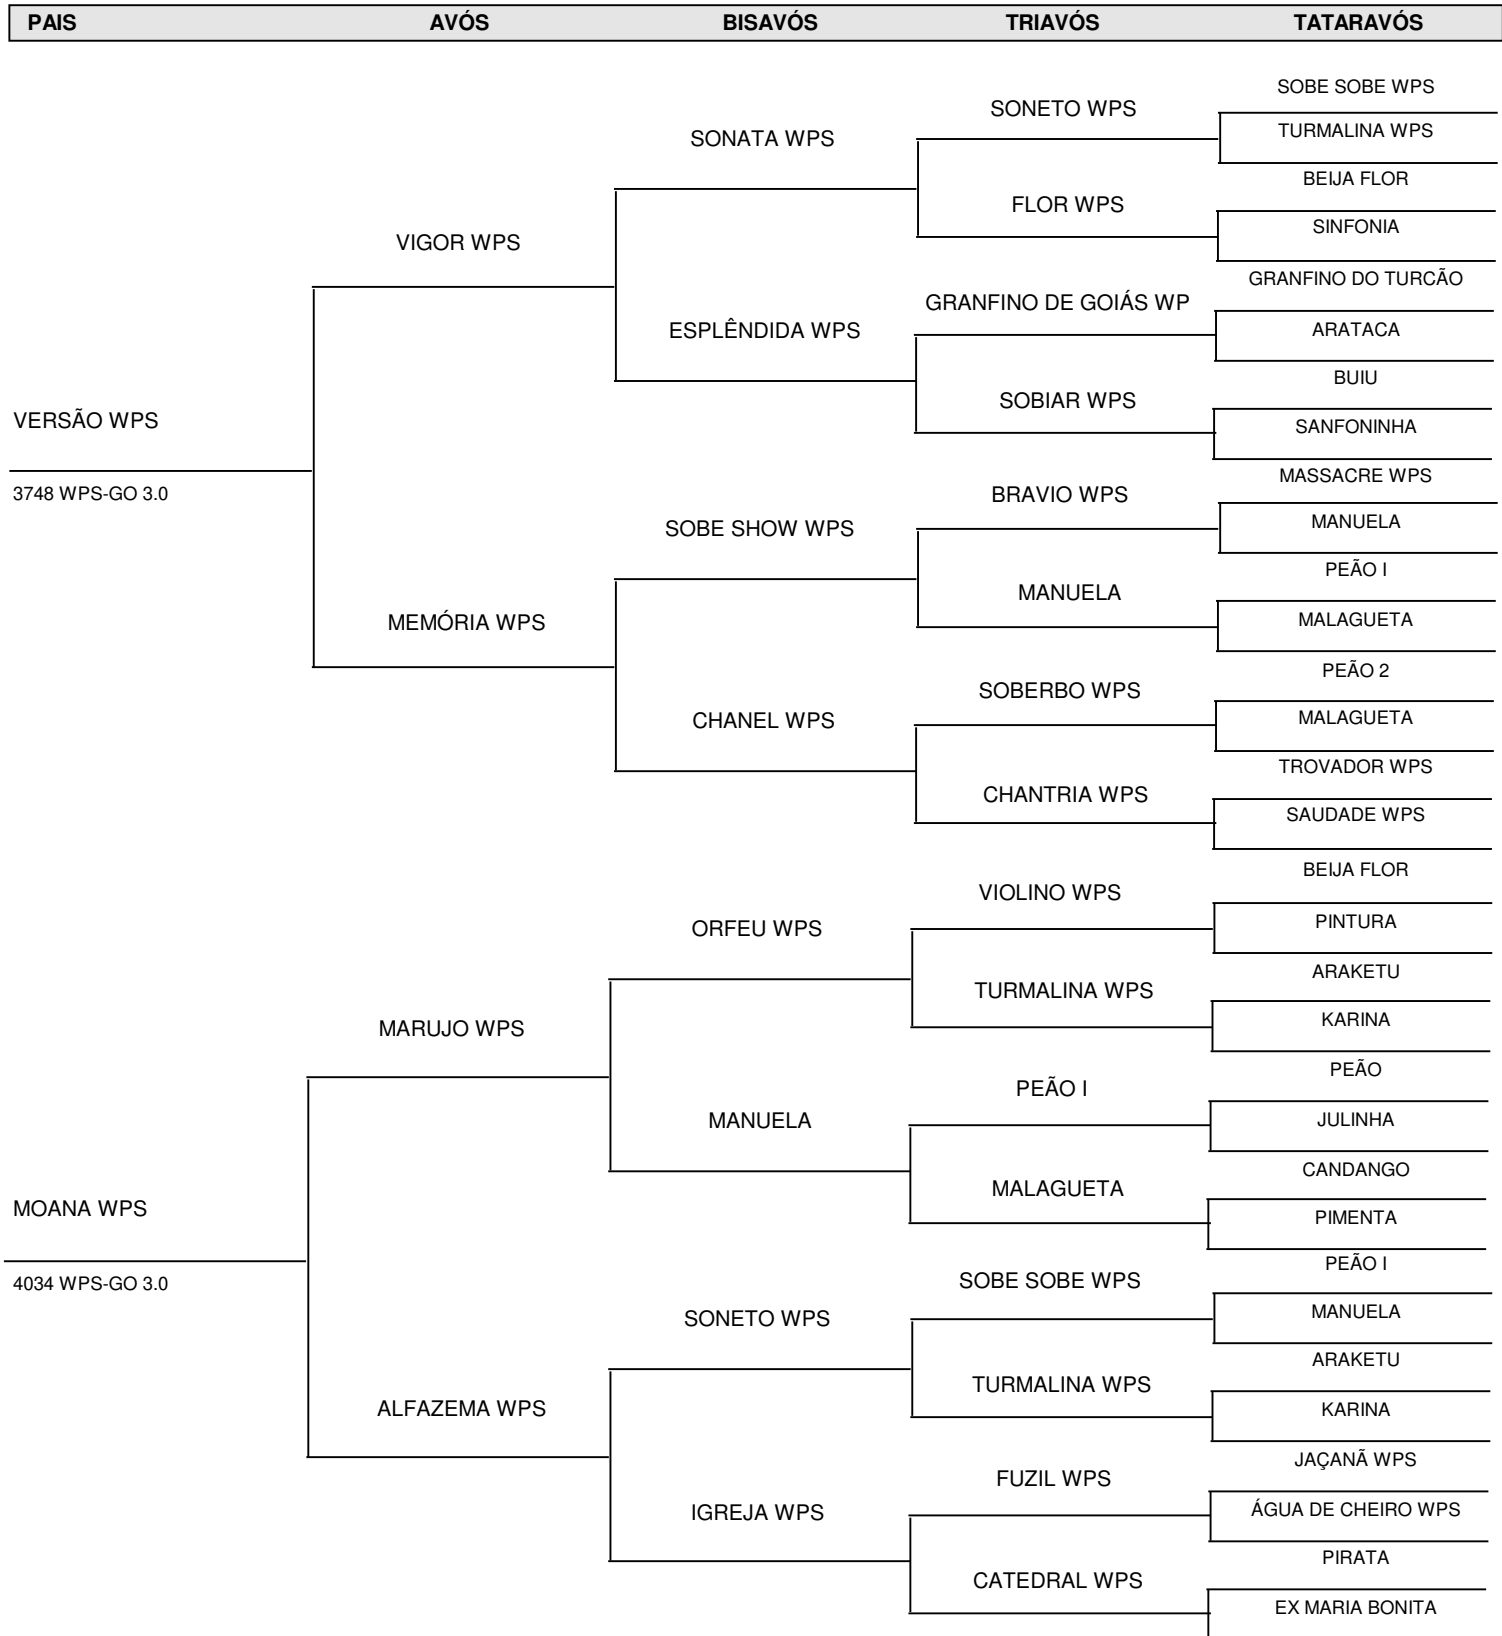 PAIS AVÓS BISAVÓS TRIAVÓS TATARAVÓS
SOBE SOBE WPS
SONETO WPS
TURMALINA WPS
SONATA WPS
BEIJA FLOR
FLOR WPS
SINFONIA
VIGOR WPS
GRANFINO DO TURCÃO
GRANFINO DE GOIÁS WP
ARATACA
ESPLÊNDIDA WPS
BUIU
SOBIAR WPS
VERSÃO WPS
SANFONINHA
MASSACRE WPS
3748 WPS-GO 3.0
BRAVIO WPS
MANUELA
SOBE SHOW WPS
PEÃO I
MANUELA
MALAGUETA
MEMÓRIA WPS
PEÃO 2
SOBERBO WPS
MALAGUETA
CHANEL WPS
TROVADOR WPS
CHANTRIA WPS
SAUDADE WPS
BEIJA FLOR
VIOLINO WPS
PINTURA
ORFEU WPS
ARAKETU
TURMALINA WPS
KARINA
MARUJO WPS
PEÃO
PEÃO I
JULINHA
MANUELA
CANDANGO
MALAGUETA
MOANA WPS
PIMENTA
PEÃO I
SOBE SOBE WPS
4034 WPS-GO 3.0
MANUELA
SONETO WPS
ARAKETU
TURMALINA WPS
KARINA
ALFAZEMA WPS
JAÇANÃ WPS
FUZIL WPS
ÁGUA DE CHEIRO WPS
IGREJA WPS
PIRATA
CATEDRAL WPS
EX MARIA BONITA